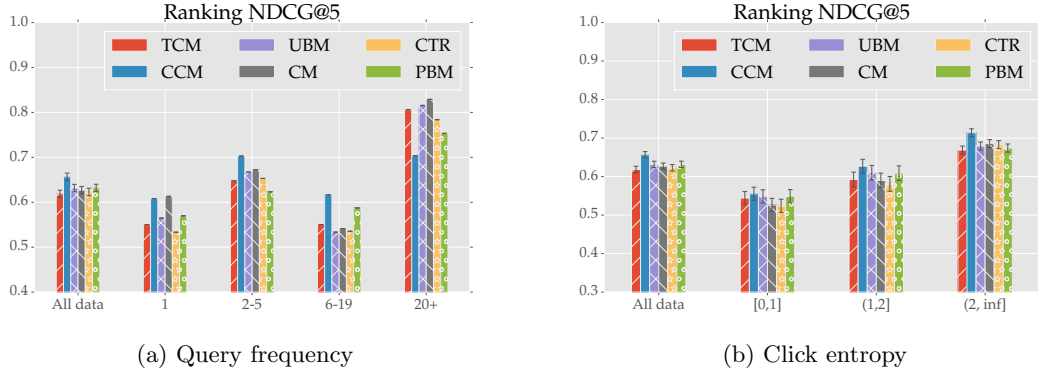 Ranking NDCG@5
1.0
0.9
0.8
0.7
0.6
0.5
0.4
TCM UBM CTR
CCM CM PBM
All data 1 2-5 6-19 20+
(a) Query frequency
Ranking NDCG@5
1.0
0.9
0.8
0.7
0.6
0.5
0.4
0.3
TCM UBM CTR
CCM CM PBM
All data [0,1] (1,2] (2, inf]
(b) Click entropy